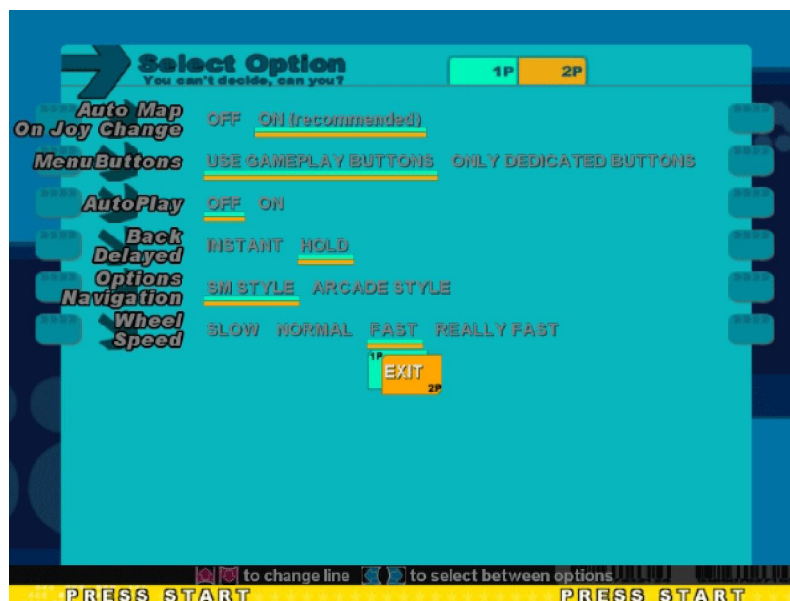 Select Option
You can't decide, can you?
1P 2P
Auto Map
On Joy Change
OFF ON (recommended)
MenuButtons USE GAMEPLAY BUTTONS ONLY DEDICATED BUTTONS
AutoPlay OFF ON
Back
Delayed
INSTANT HOLD
Options
Navigation
SM STYLE ARCADE STYLE
Wheel
Speed
SLOW NORMAL FAST REALLY FAST
1P
EXIT
2P
to change line to select between options
PRESS START PRESS START